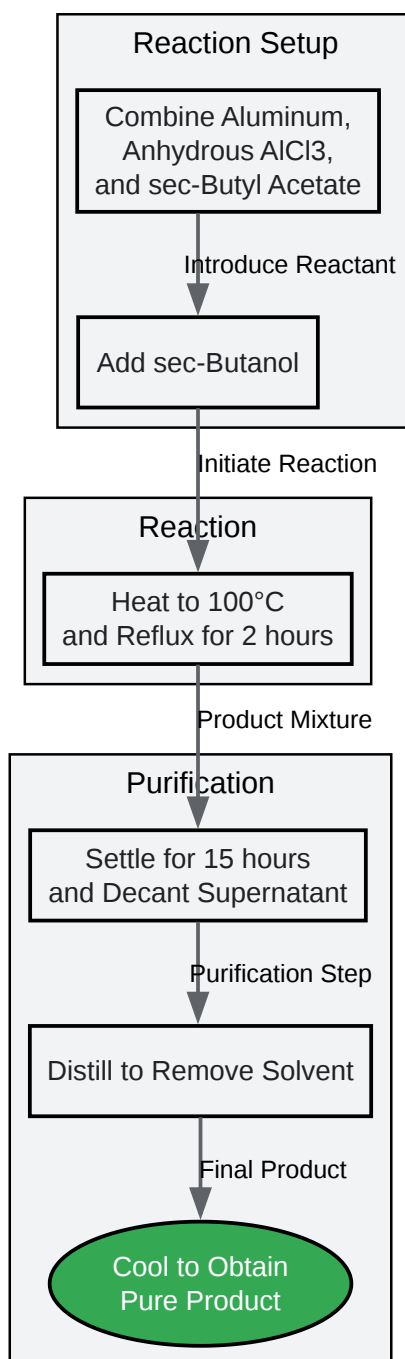 Reaction Setup
Combine Aluminum,
Anhydrous AlCl3,
and sec-Butyl Acetate
Introduce Reactant
Add sec-Butanol
Initiate Reaction
Reaction
Heat to 100°C
and Reflux for 2 hours
Product Mixture
Purification
Settle for 15 hours
and Decant Supernatant
Purification Step
Distill to Remove Solvent
Final Product
Cool to Obtain
Pure Product